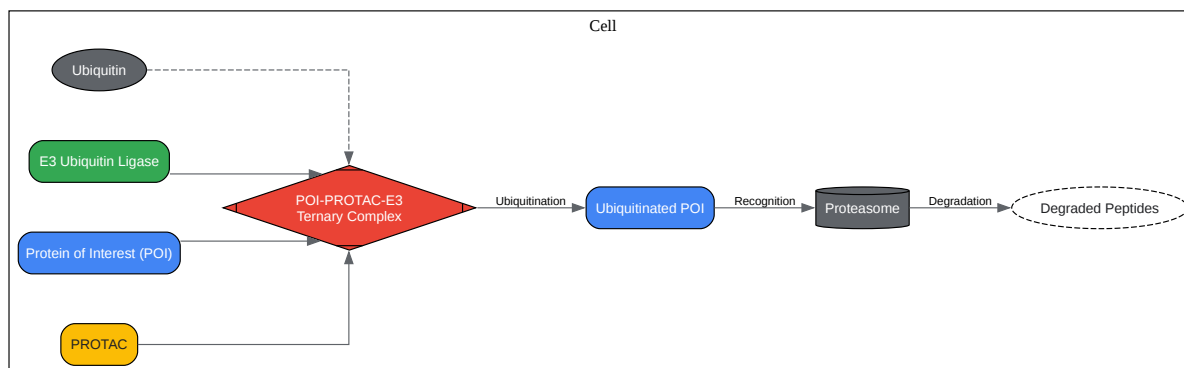 Cell
Ubiquitin
E3 Ubiquitin Ligase
Protein of Interest (POI)
PROTAC
POI-PROTAC-E3
Ternary Complex
Ubiquitination
Ubiquitinated POI
Recognition
Proteasome
Degradation
Degraded Peptides